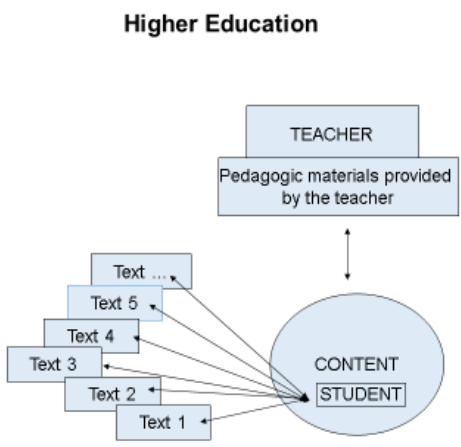 Higher Education
TEACHER
Pedagogic materials provided
by the teacher
Text ...
Text 5
Text 4
Text 3
Text 2
Text 1
CONTENT
STUDENT